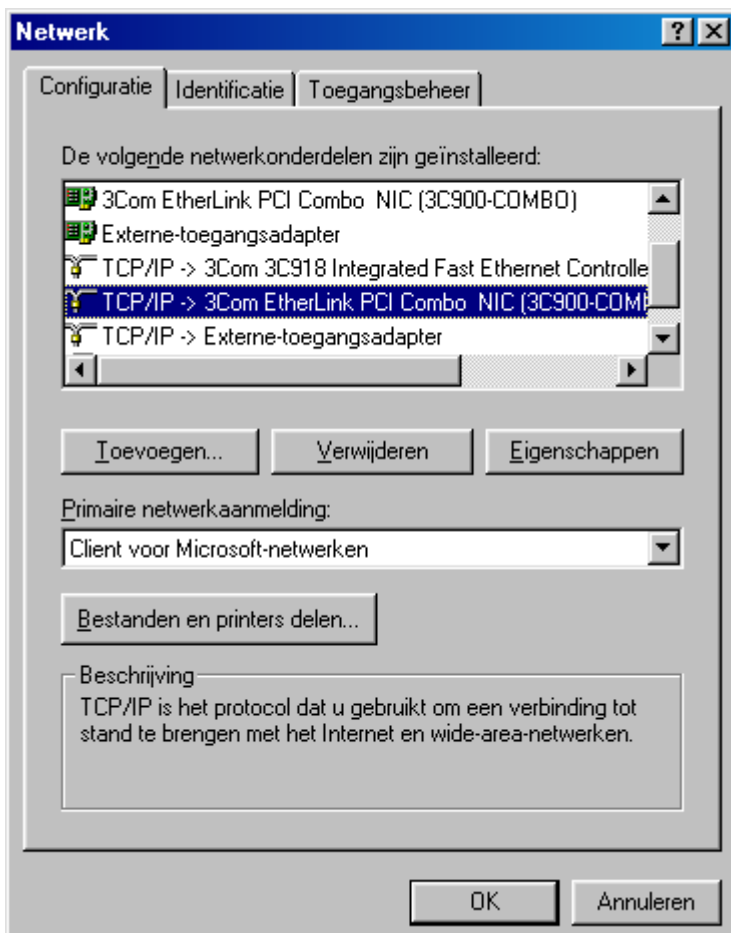 Netwerk
Configuratie
Identificatie
Toegangsbeheer
De volgende netwerkonderdelen zijn geïnstalleerd:
3Com EtherLink PCI Combo NIC (3C900-COMBO)
Externe-toegangsadapter
TCP/IP -> 3Com 3C918 Integrated Fast Ethernet Controlle
TCP/IP -> 3Com EtherLink PCI Combo NIC (3C900-COMB
TCP/IP -> Externe-toegangsadapter
Toevoegen...
Verwijderen
Eigenschappen
Primaire netwerkaanmelding:
Client voor Microsoft-netwerken
Bestanden en printers delen...
Beschrijving
TCP/IP is het protocol dat u gebruikt om een verbinding tot
stand te brengen met het Internet en wide-area-netwerken.
OK
Annuleren